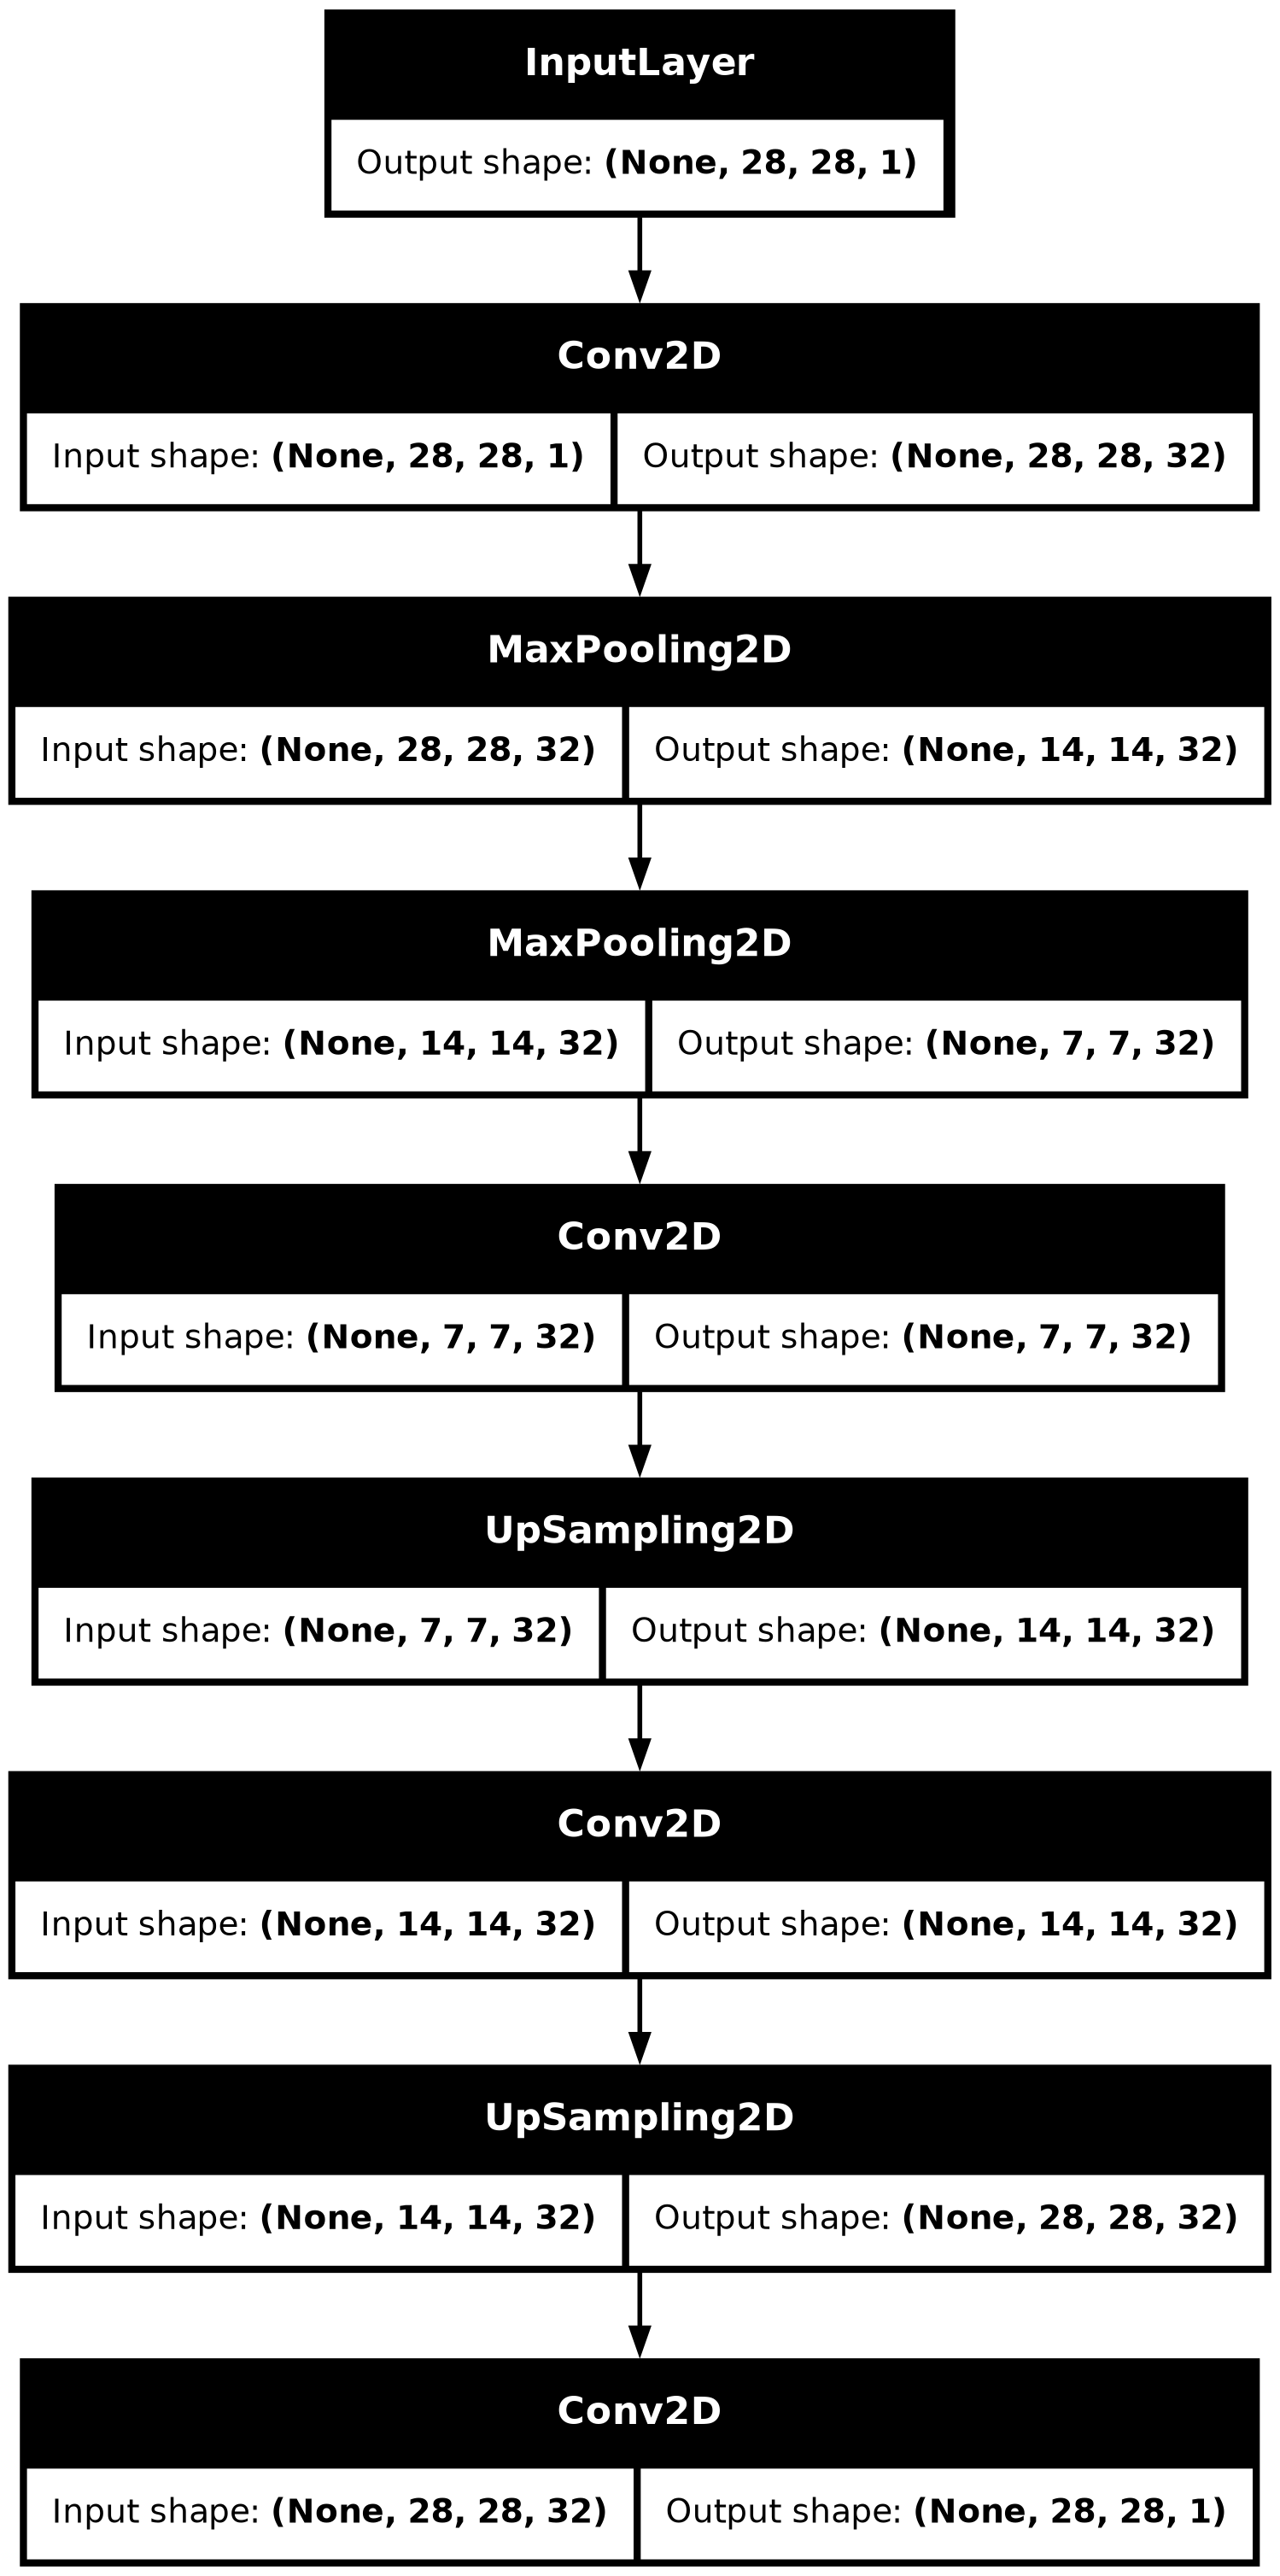 InputLayer
Output shape: (None, 28, 28, 1)
Conv2D
Input shape: (None, 28, 28, 1) Output shape: (None, 28, 28, 32)
MaxPooling2D
Input shape: (None, 28, 28, 32) Output shape: (None, 14, 14, 32)
MaxPooling2D
Input shape: (None, 14, 14, 32) Output shape: (None, 7, 7, 32)
Conv2D
Input shape: (None, 7, 7, 32) Output shape: (None, 7, 7, 32)
UpSampling2D
Input shape: (None, 7, 7, 32) Output shape: (None, 14, 14, 32)
Conv2D
Input shape: (None, 14, 14, 32) Output shape: (None, 14, 14, 32)
UpSampling2D
Input shape: (None, 14, 14, 32) Output shape: (None, 28, 28, 32)
Conv2D
Input shape: (None, 28, 28, 32) Output shape: (None, 28, 28, 1)